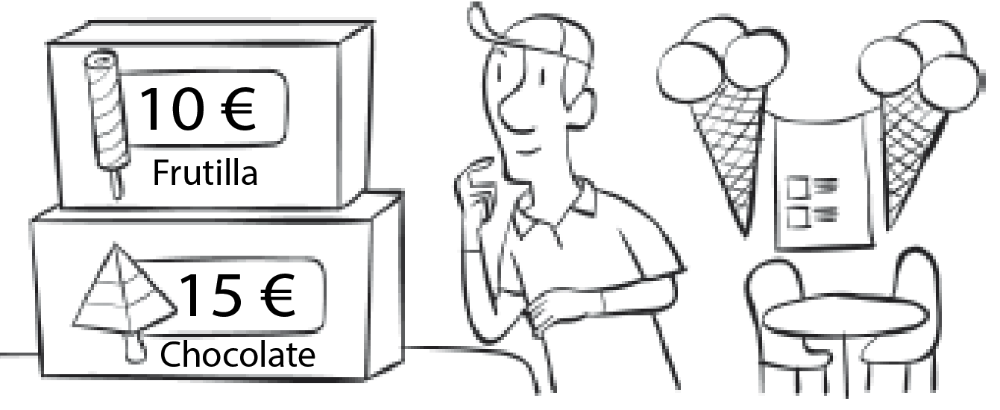 10 €
Frutilla
15 €
Chocolate